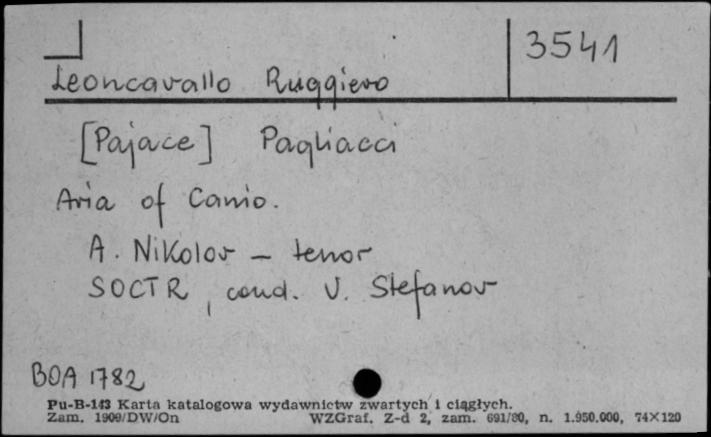 3541
Leoncavallo Ruggiero
[Pajace] Pagliacci
Aria of Canio.
A. Nikolov - tenor
SOCTR, cond. V. Stefanov
BOA 1782
Pu-B-143 Karta katalogowa wydawnictw zwartych i ciągłych.
Zam. 1909/DW/On WZGraf. Z-d 2, zam. 691/80, n. 1.950.000, 74×120